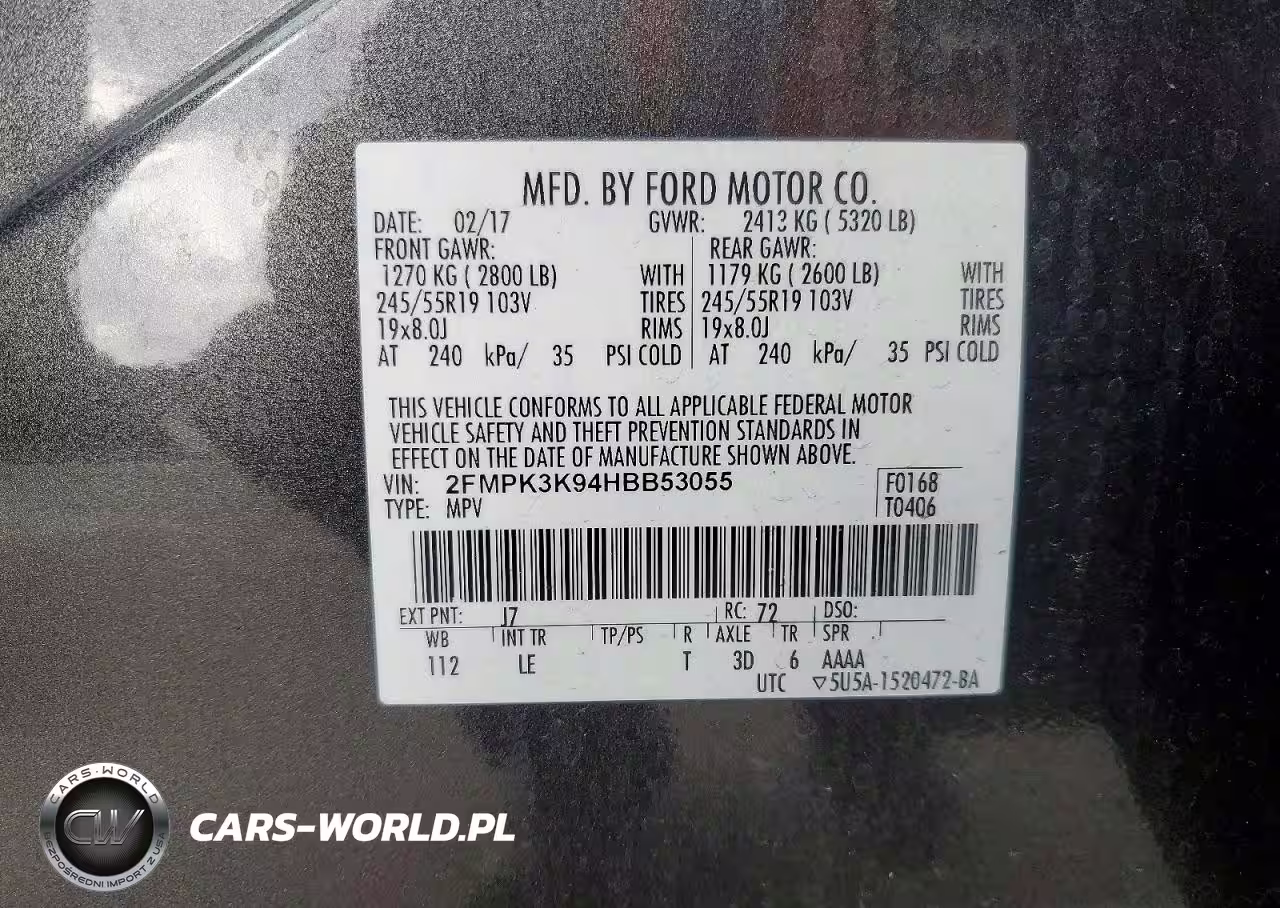 MFD. BY FORD MOTOR CO.
DATE: 02/17 GVWR: 2413 KG ( 5320 LB)
FRONT GAWR: REAR GAWR:
1270 KG ( 2800 LB) WITH 1179 KG ( 2600 LB) WITH
245/55R19 103V TIRES 245/55R19 103V TIRES
19x8.0J RIMS 19x8.0J RIMS
AT 240 kPa/ 35 PSI COLD AT 240 kPa/ 35 PSI COLD
THIS VEHICLE CONFORMS TO ALL APPLICABLE FEDERAL MOTOR
VEHICLE SAFETY AND THEFT PREVENTION STANDARDS IN
EFFECT ON THE DATE OF MANUFACTURE SHOWN ABOVE.
VIN: 2FMPK3K94HBB53055 F0168
TYPE: MPV T0406
EXT PNT: J7 RC: 72 DSO:
WB INT TR TP/PS R AXLE TR SPR
112 LE T 3D 6 AAAA
UTC ▽5U5A-1520472-BA
CARS-WORLD
CW
BEZPOŚREDNI IMPORT Z USA
CARS-WORLD.PL